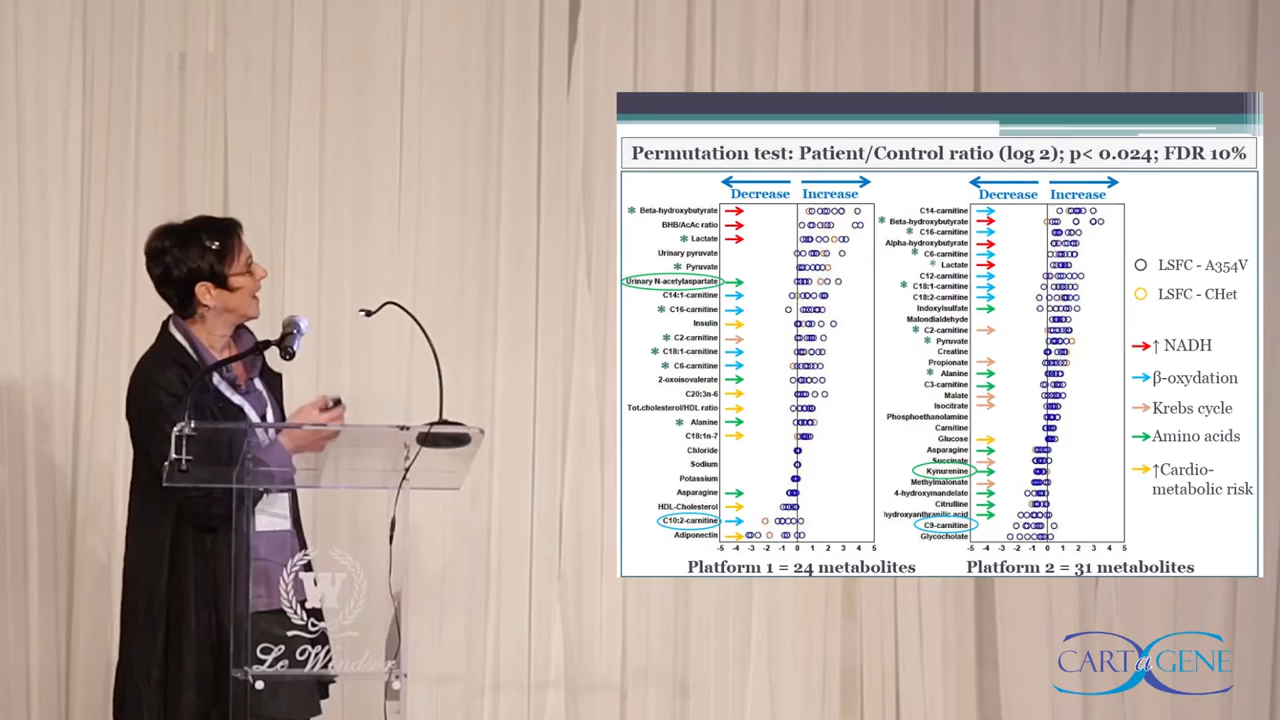 Permutation test: Patient/Control ratio (log 2); p< 0.024; FDR 10%
Decrease Increase
* Beta-hydroxybutyrate
BHB/AcAc ratio
* Lactate
Urinary pyruvate
* Pyruvate
Urinary N-acetylaspartate
C14:1-carnitine
* C16-carnitine
Insulin
* C2-carnitine
* C18:1-carnitine
* C6-carnitine
2-oxoisovalerate
C20:3n-6
Tot.cholesterol/HDL ratio
* Alanine
C18:1n-7
Chloride
Sodium
Potassium
Asparagine
HDL-Cholesterol
C10:2-carnitine
Adiponectin
-5 -4 -3 -2 -1 0 1 2 3 4 5
Platform 1 = 24 metabolites
Decrease Increase
C14-carnitine
* Beta-hydroxybutyrate
* C16-carnitine
Alpha-hydroxybutyrate
* C6-carnitine
* Lactate
C12-carnitine
* C18:1-carnitine
C18:2-carnitine
Indoxylsulfate
Malondialdehyde
* C2-carnitine
* Pyruvate
Creatine
Propionate
* Alanine
C3-carnitine
Malate
Isocitrate
Phosphoethanolamine
Carnitine
Glucose
Asparagine
Succinate
Kynurenine
Methylmalonate
4-hydroxymandelate
Citrulline
hydroxyanthranilic acid
C9-carnitine
Glycocholate
-5 -4 -3 -2 -1 0 1 2 3 4 5
Platform 2 = 31 metabolites
LSFC - A354V
LSFC - CHet
↑ NADH
β-oxydation
Krebs cycle
Amino acids
↑Cardio-
metabolic risk
W
Le Windsor
CARTaGENE